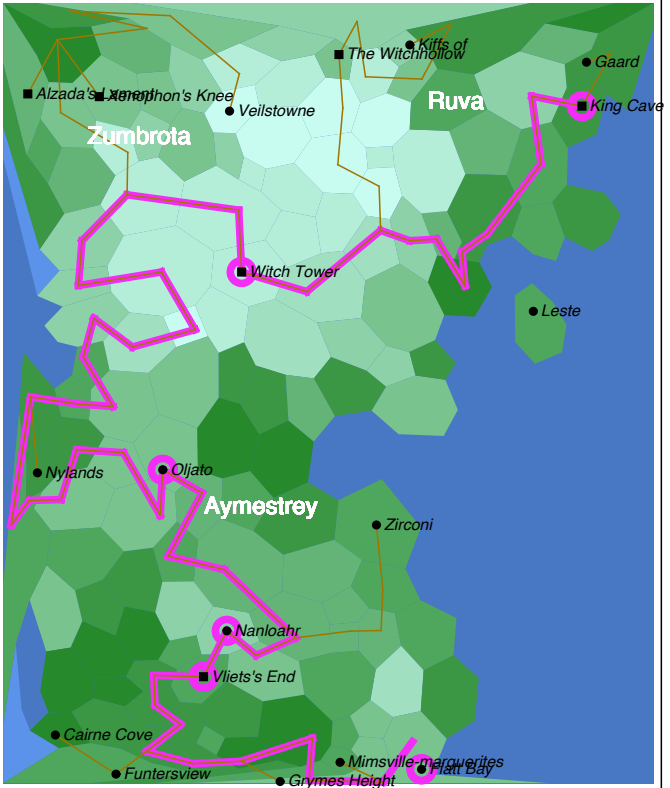 Kiffs of
The Witchhollow
Gaard
Alzada's Lament
Xenophon's Knee
Ruva
King Cave
Veilstowne
Zumbrota
Witch Tower
Leste
Nylands
Oljato
Aymestrey
Zirconi
Nanloahr
Vliets's End
Cairne Cove
Mimsville-marguerites
Flatt Bay
Funtersview
Grymes Height